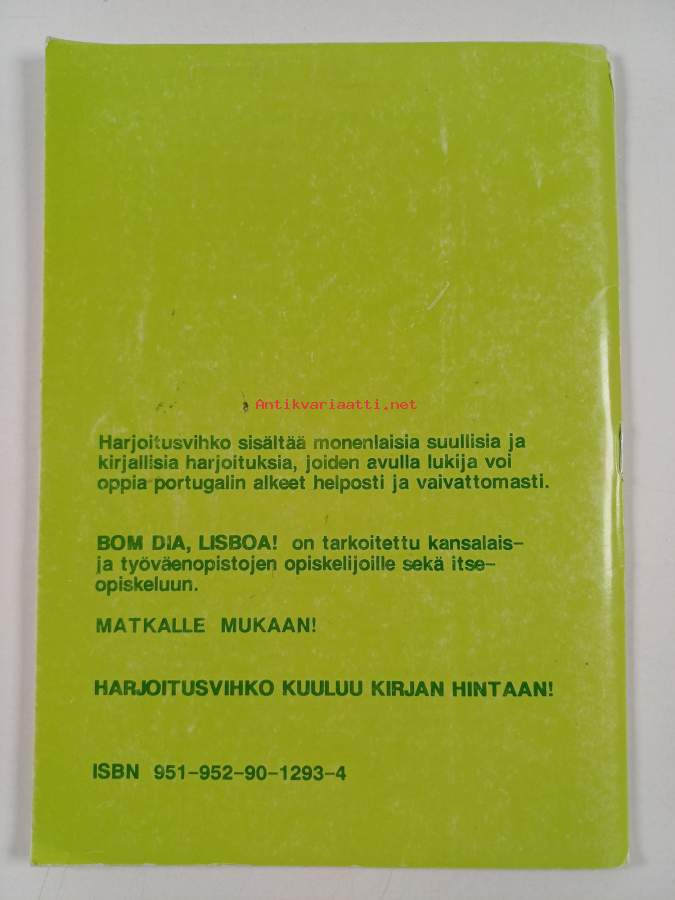 Antikvariaatti.net
Harjoitusvihko sisältää monenlaisia suullisia ja
kirjallisia harjoituksia, joiden avulla lukija voi
oppia portugalin alkeet helposti ja vaivattomasti.
BOM DIA, LISBOA! on tarkoitettu kansalais-
ja työväenopistojen opiskelijoille sekä itse-
opiskeluun.
MATKALLE MUKAAN!
HARJOITUSVIHKO KUULUU KIRJAN HINTAAN!
ISBN 951-952-90-1293-4